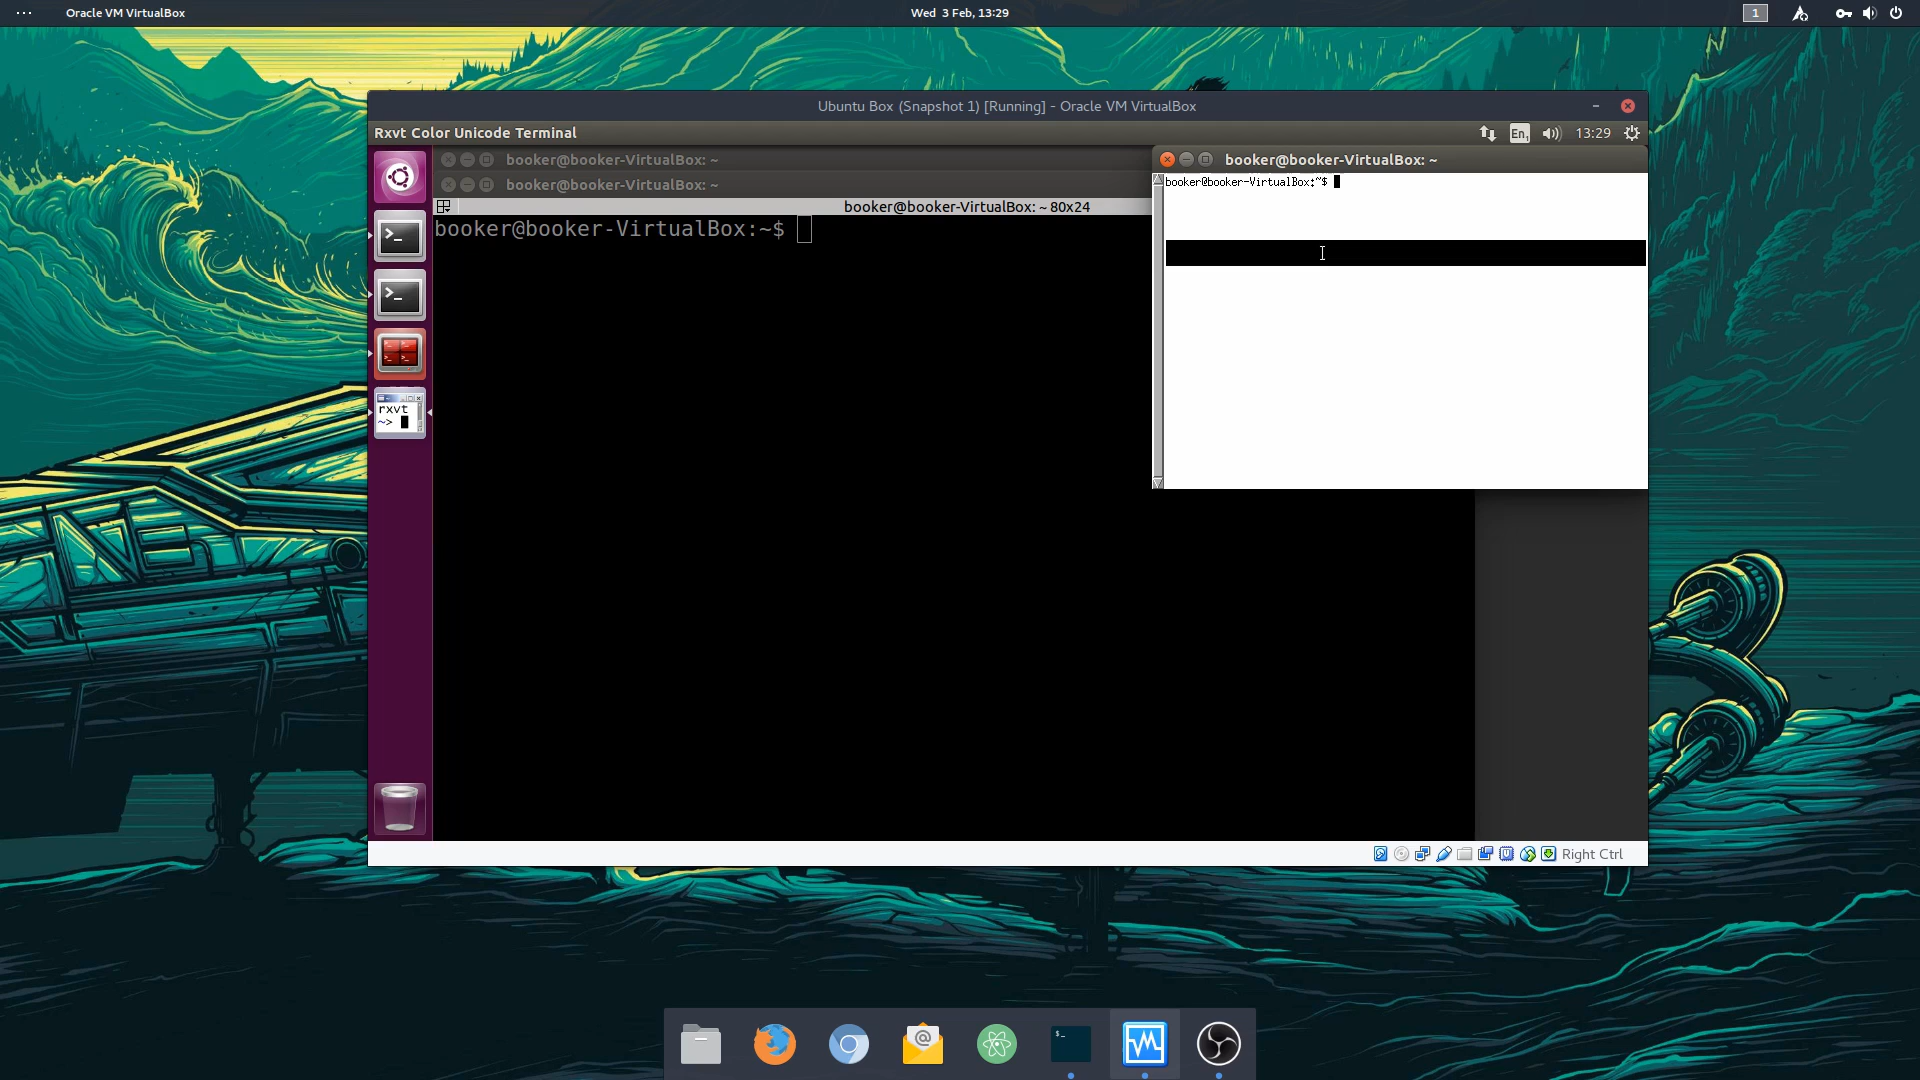 Oracle VM VirtualBox
Wed 3 Feb, 13:29
1
Ubuntu Box (Snapshot 1) [Running] - Oracle VM VirtualBox
Rxvt Color Unicode Terminal
En1
13:29
booker@booker-VirtualBox: ~
booker@booker-VirtualBox: ~
booker@booker-VirtualBox: ~
booker@booker-VirtualBox:~$
booker@booker-VirtualBox: ~ 80x24
booker@booker-VirtualBox:~$
>_
>_
rxvt
~>
Right Ctrl
@
$_